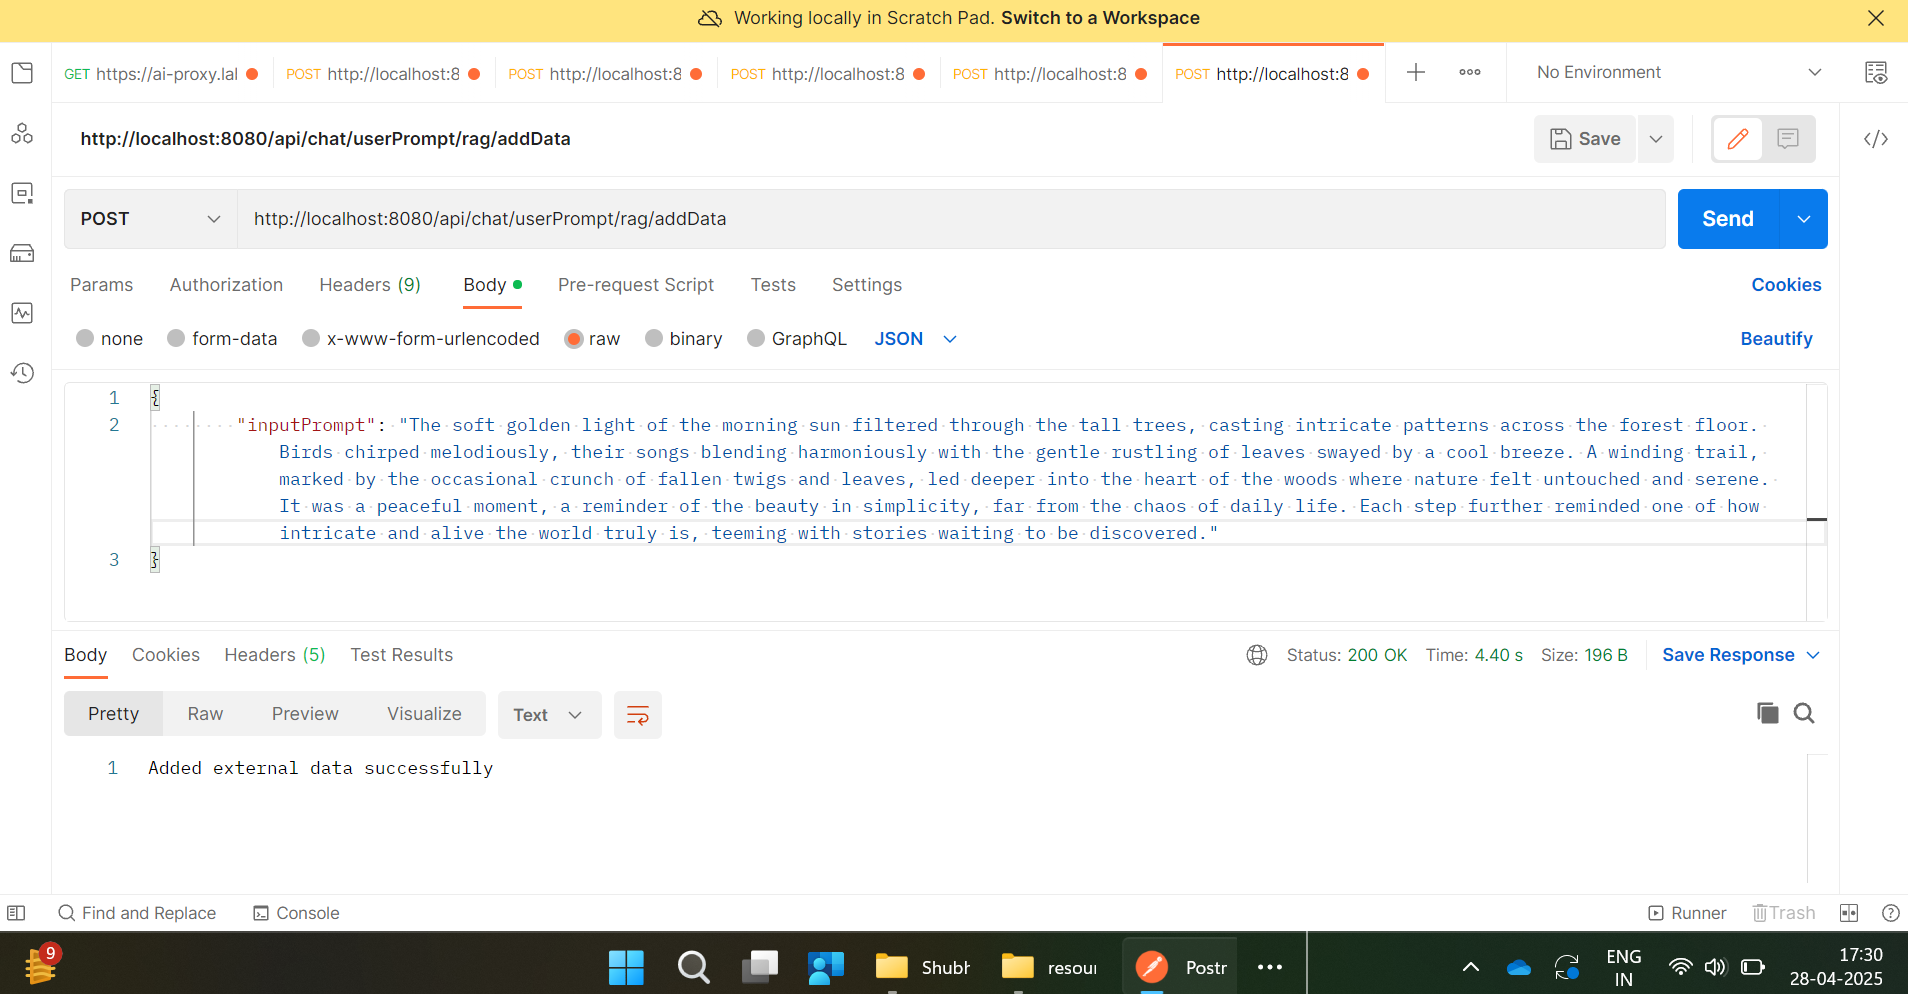 Working locally in Scratch Pad. Switch to a Workspace
GET https://ai-proxy.lal
POST http://localhost:8
POST http://localhost:8
POST http://localhost:8
POST http://localhost:8
POST http://localhost:8
No Environment
http://localhost:8080/api/chat/userPrompt/rag/addData
Save
POST
http://localhost:8080/api/chat/userPrompt/rag/addData
Send
Params Authorization Headers (9) Body Pre-request Script Tests Settings Cookies
none form-data x-www-form-urlencoded raw binary GraphQL JSON Beautify
1 {
2 "inputPrompt": "The soft golden light of the morning sun filtered through the tall trees, casting intricate patterns across the forest floor.
Birds chirped melodiously, their songs blending harmoniously with the gentle rustling of leaves swayed by a cool breeze. A winding trail,
marked by the occasional crunch of fallen twigs and leaves, led deeper into the heart of the woods where nature felt untouched and serene.
It was a peaceful moment, a reminder of the beauty in simplicity, far from the chaos of daily life. Each step further reminded one of how
intricate and alive the world truly is, teeming with stories waiting to be discovered."
3 }
Body Cookies Headers (5) Test Results Status: 200 OK Time: 4.40 s Size: 196 B Save Response
Pretty Raw Preview Visualize Text
1 Added external data successfully
Find and Replace Console Runner Trash
9
Shubh
resou
Postr
ENG
IN
17:30
28-04-2025